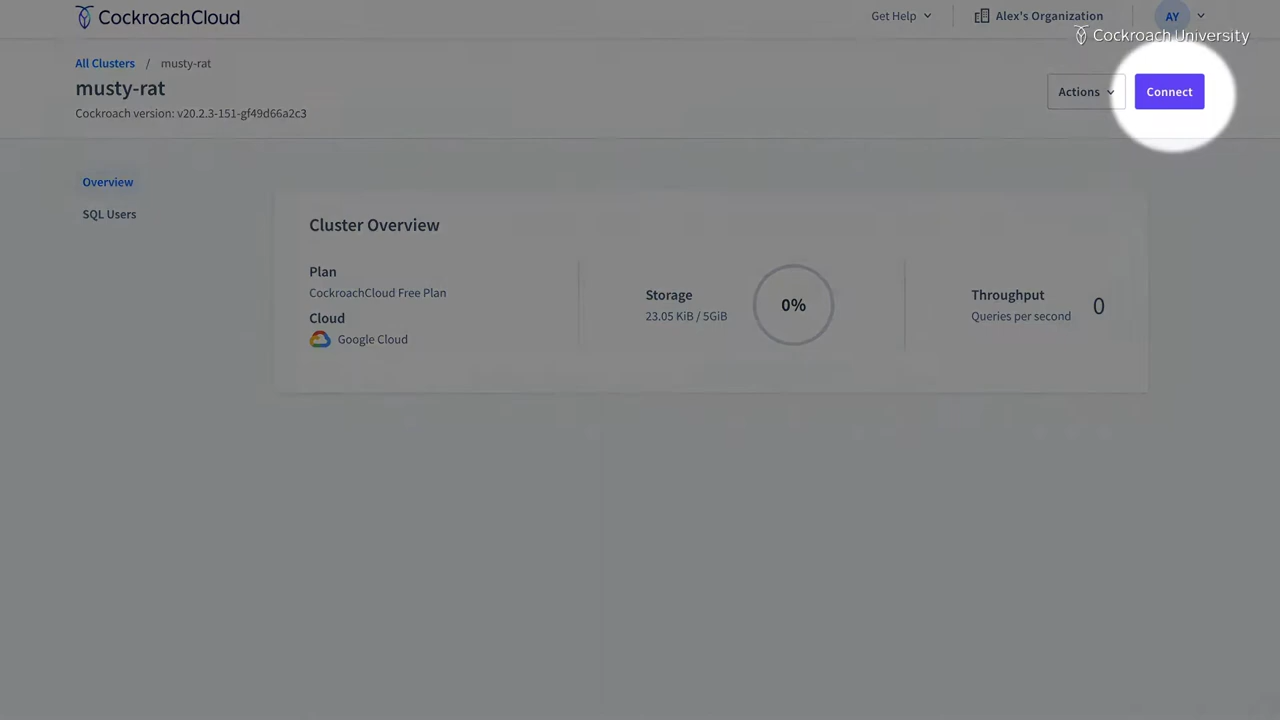 CockroachCloud
Get Help
Alex's Organization
AY
Cockroach University
All Clusters / musty-rat
musty-rat
Cockroach version: v20.2.3-151-gf49d66a2c3
Actions
Connect
Overview
SQL Users
Cluster Overview
Plan
CockroachCloud Free Plan
Cloud
Google Cloud
Storage
23.05 KiB / 5GiB
0%
Throughput
Queries per second
0